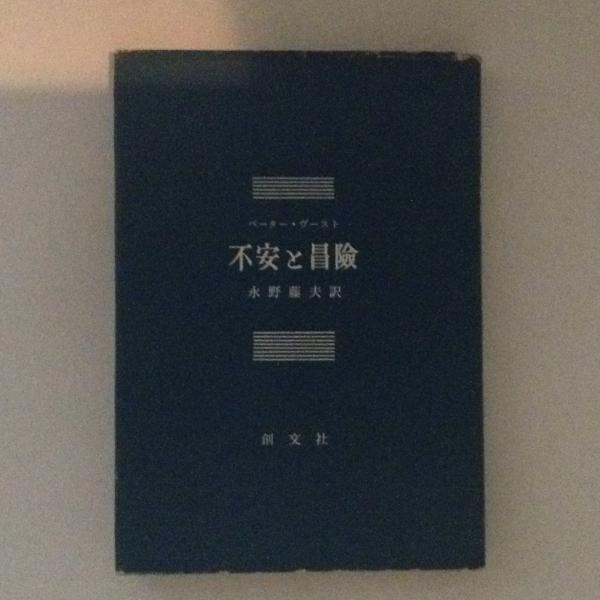 ペーター・ヴースト
不安と冒險
永野藤夫訳
創文社